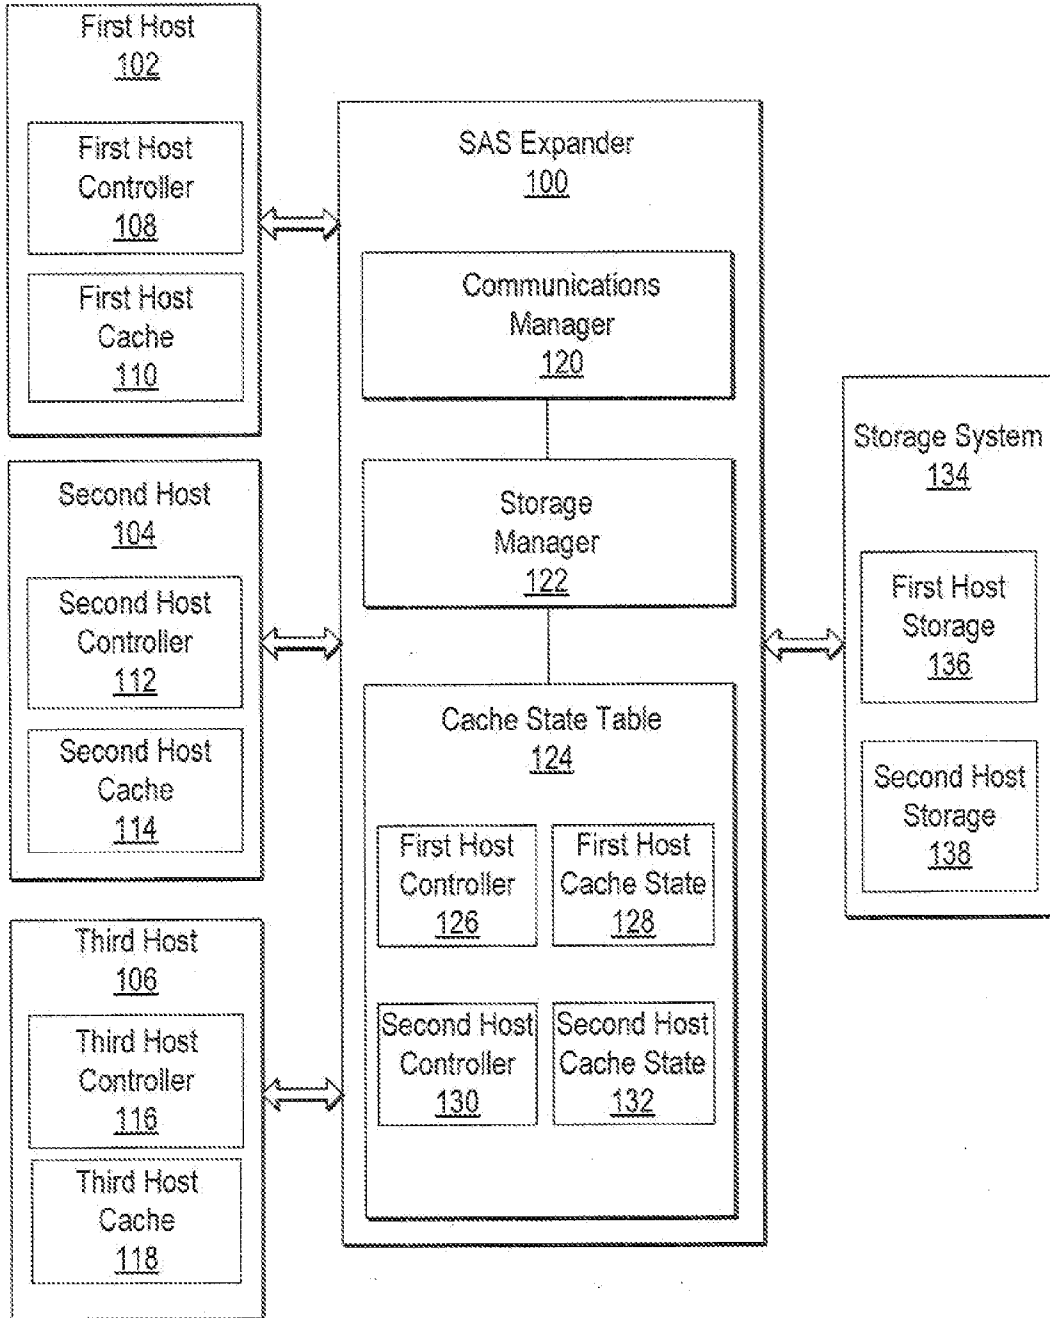 First Host
102
First Host
Controller
108
First Host
Cache
110
Second Host
104
Second Host
Controller
112
Second Host
Cache
114
Third Host
106
Third Host
Controller
116
Third Host
Cache
118
SAS Expander
100
Communications
Manager
120
Storage
Manager
122
Cache State Table
124
First Host
Controller
126
First Host
Cache State
128
Second Host
Controller
130
Second Host
Cache State
132
Storage System
134
First Host
Storage
136
Second Host
Storage
138